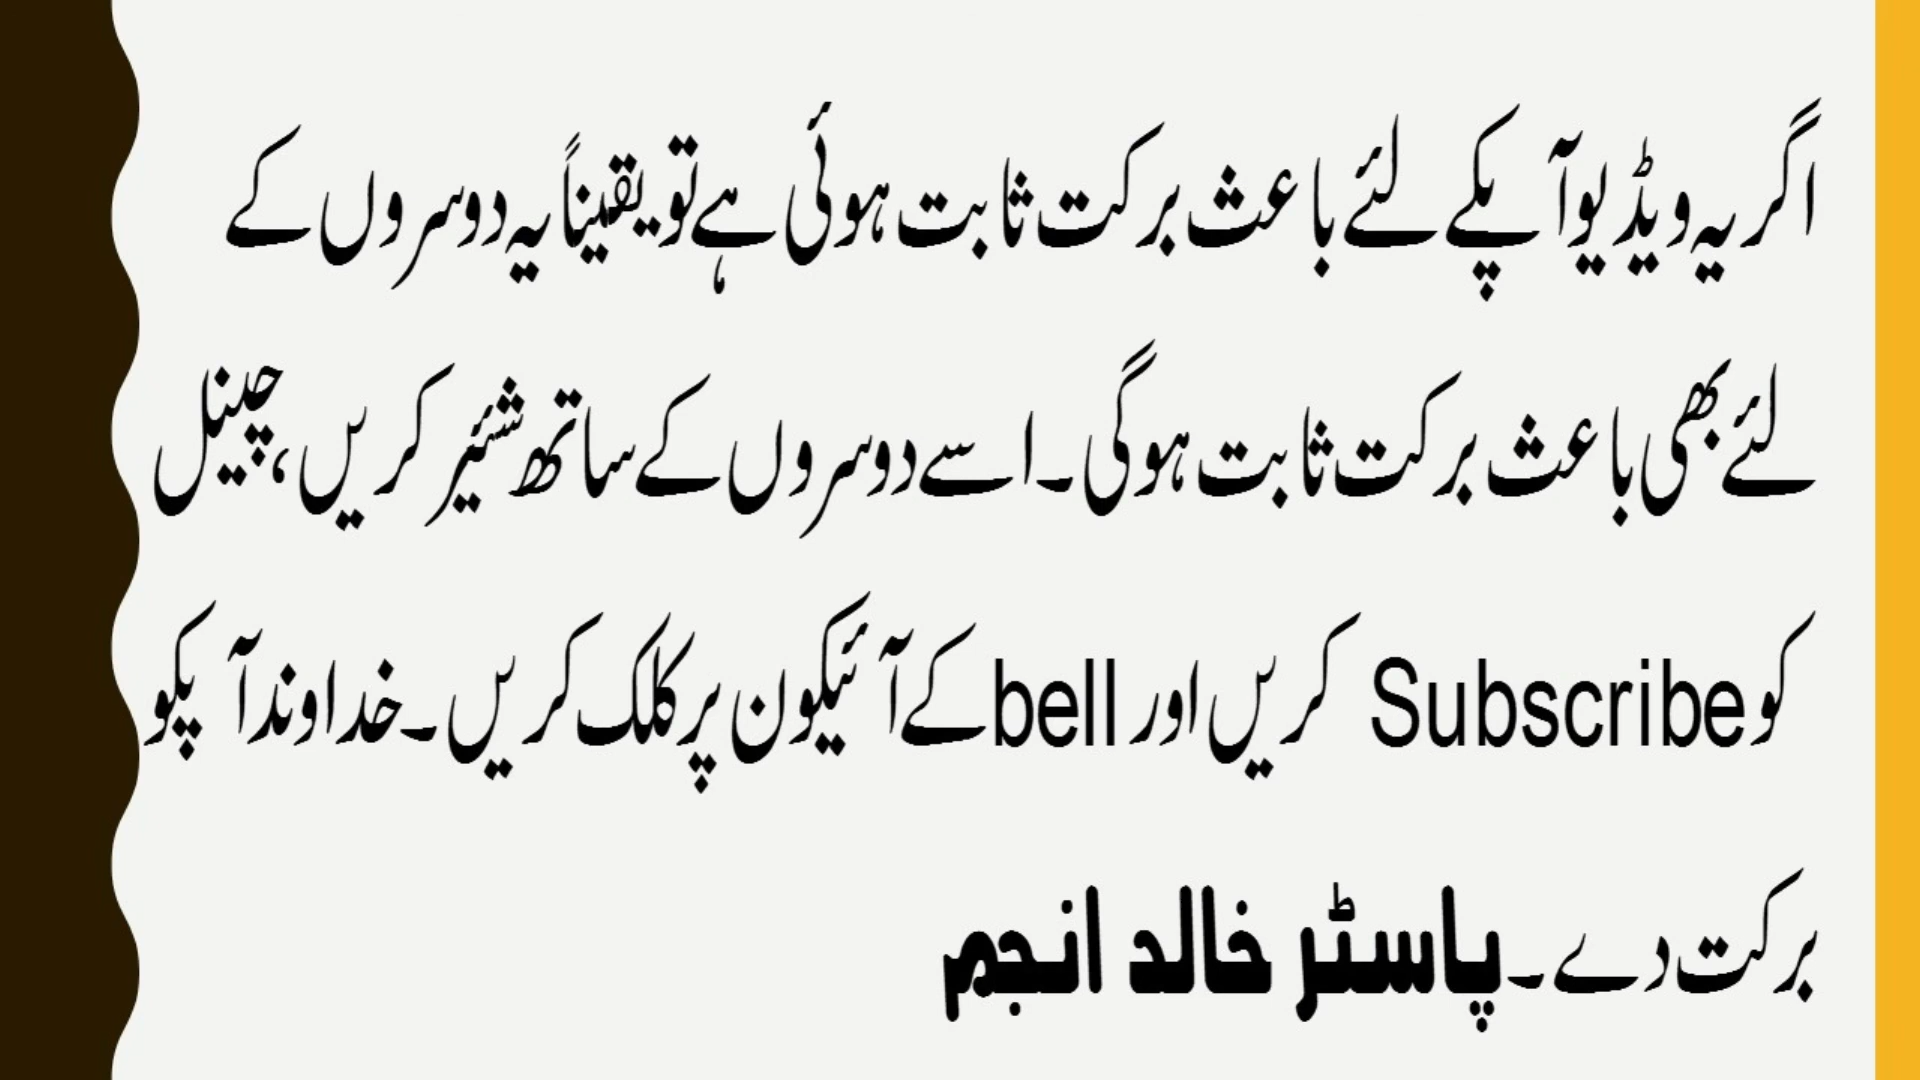 اگر یہ ویڈیو آپکے لئے باعث برکت ثابت ہوئی ہے تو یقیناً یہ دوسروں کے
لئے بھی باعث برکت ثابت ہوگی۔ اسے دوسروں کے ساتھ شئیر کریں، چینل
کو Subscribe کریں اور bell کے آئیکون پر کلک کریں۔ خداوند آپکو
برکت دے۔ پاسٹر خالد انجم